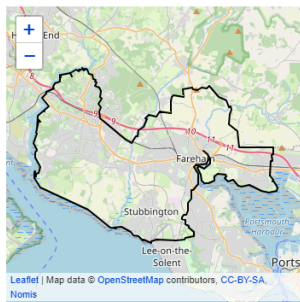 +
H    End
−
8
9
9
10
11
11
Fareham
Stubbington
Portsmouth
Harbour
Lee-on-the-
Solent
Ports
Leaflet | Map data © OpenStreetMap contributors, CC-BY-SA,
Nomis